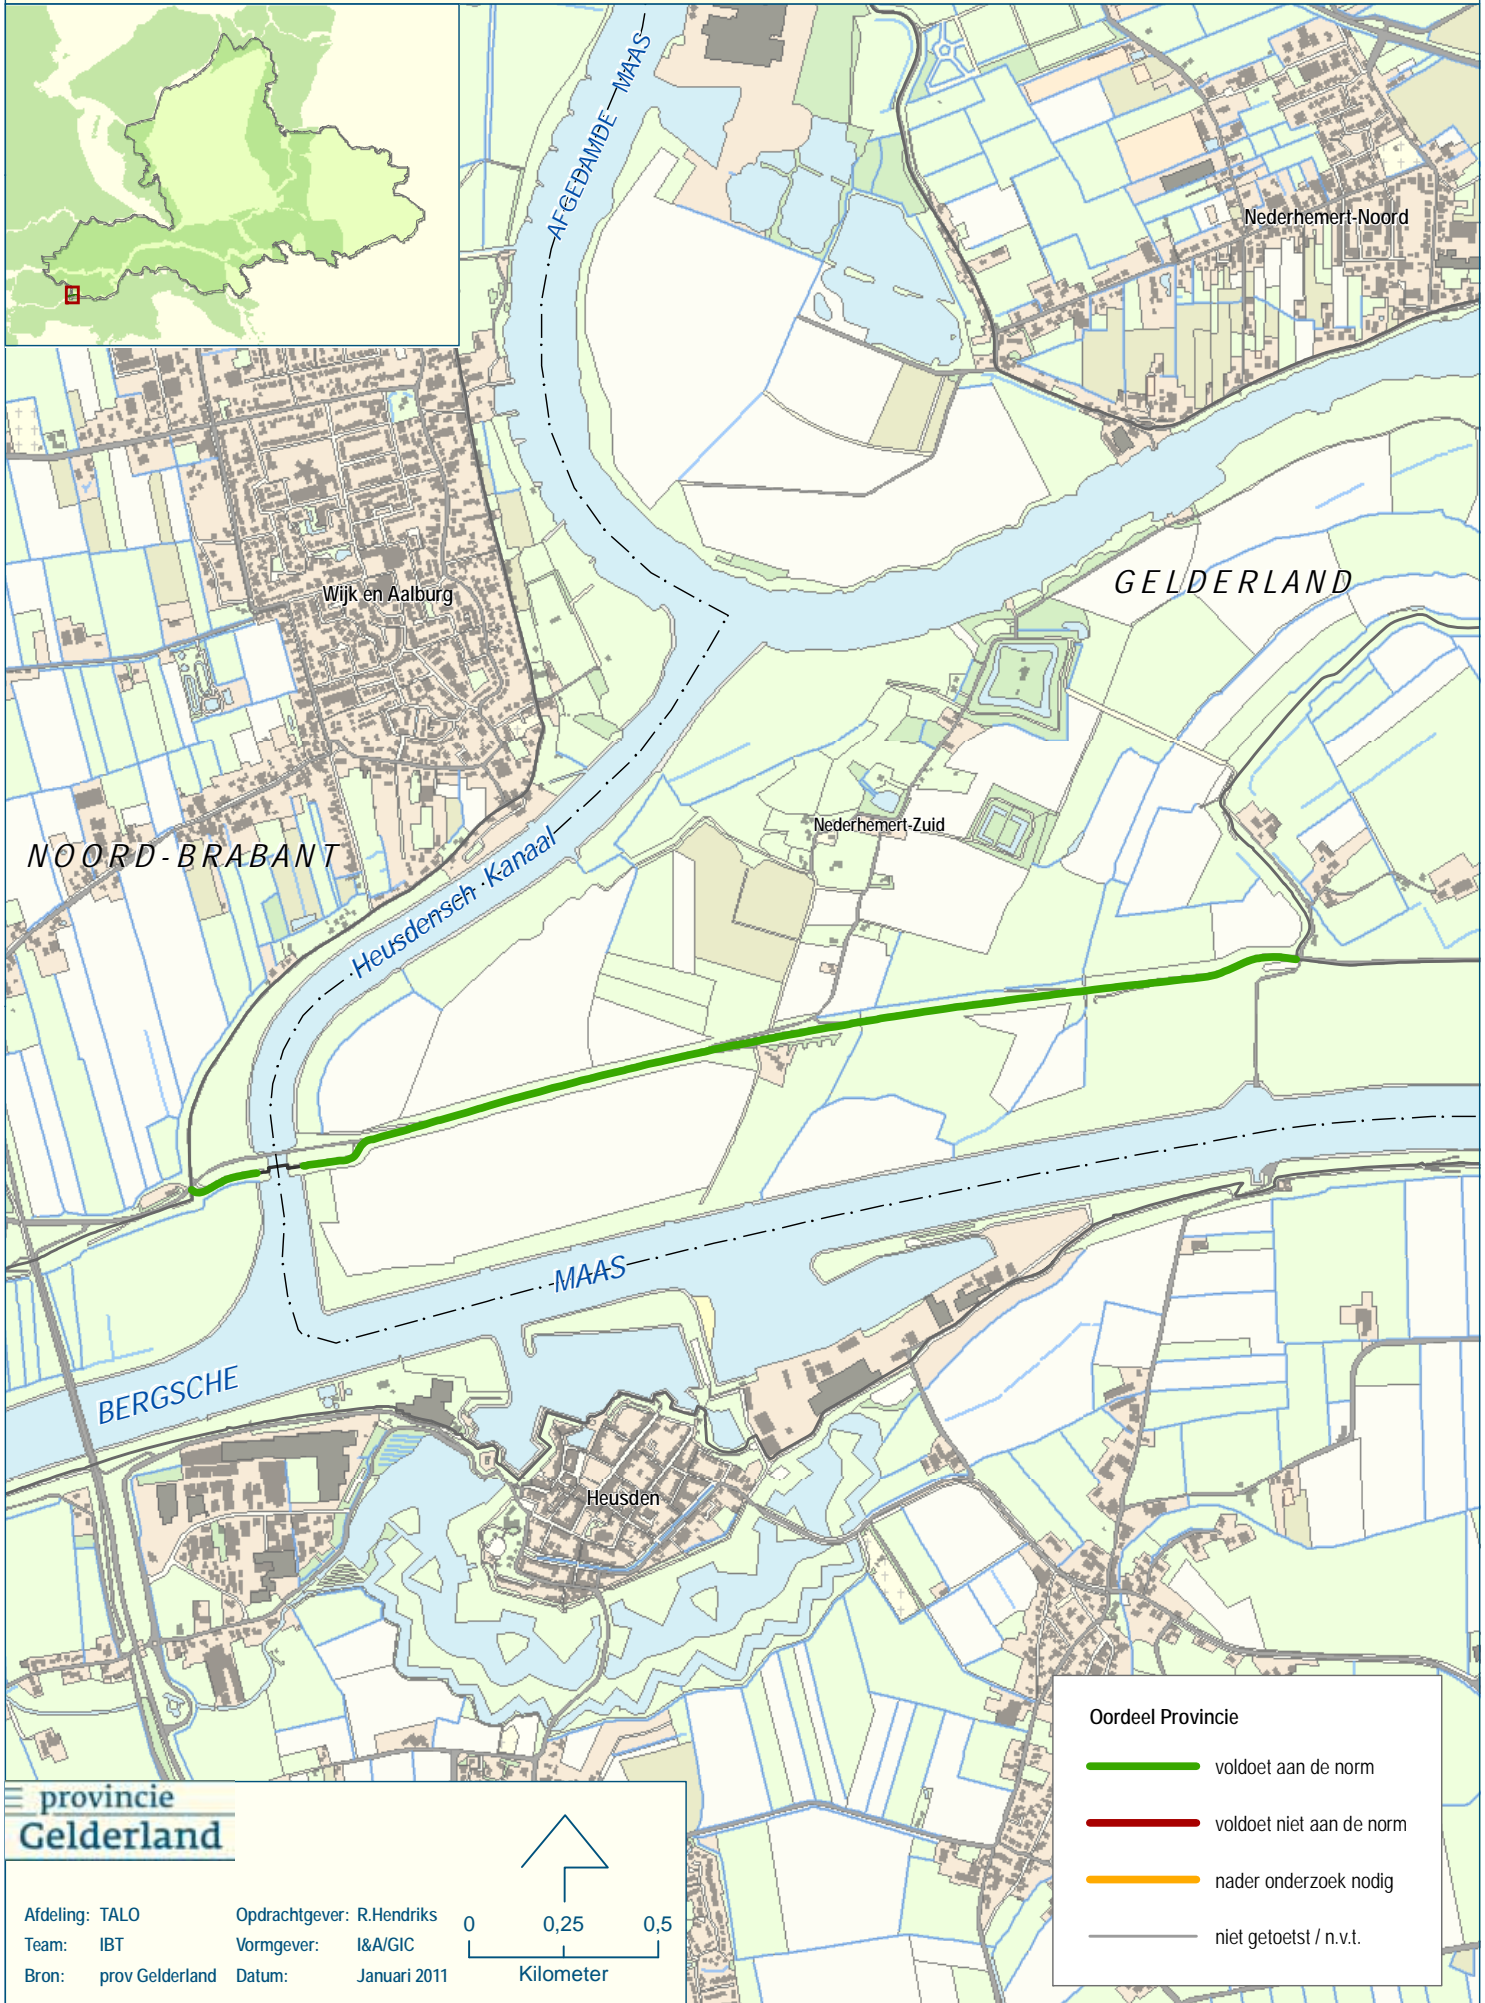 AFGEDAMDE MAAS
Nederhemert-Noord
GELDERLAND
Wijk en Aalburg
Nederhemert-Zuid
NOORD-BRABANT
Heusdensch Kanaal
MAAS
BERGSCHE
Heusden
Oordeel Provincie
voldoet aan de norm
voldoet niet aan de norm
nader onderzoek nodig
niet getoetst / n.v.t.
provincie
Gelderland
Afdeling: TALO Opdrachtgever: R.Hendriks
Team: IBT Vormgever: I&A/GIC
Bron: prov Gelderland Datum: Januari 2011
0 0,25 0,5
Kilometer